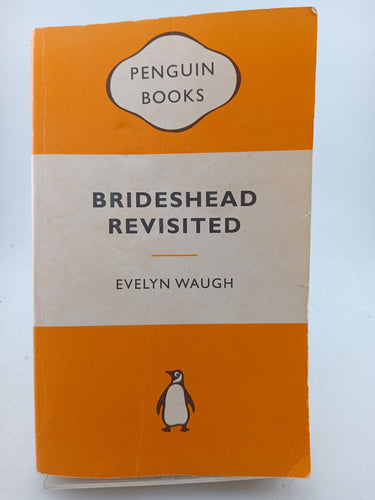 PENGUIN
BOOKS
BRIDESHEAD
REVISITED
EVELYN WAUGH